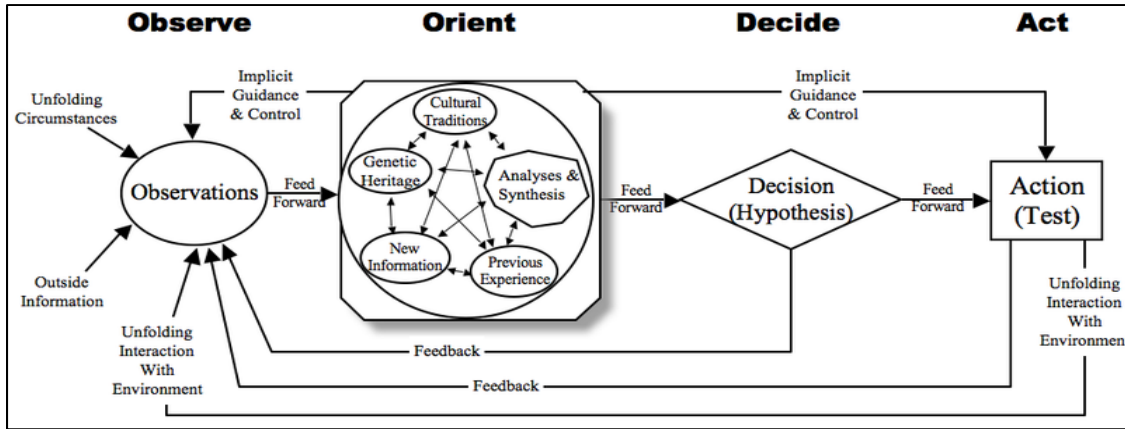 Observe
Orient
Decide
Act
Implicit
Guidance
& Control
Unfolding
Circumstances
Observations
Outside
Information
Feed
Forward
Cultural
Traditions
Genetic
Heritage
Analyses &
Synthesis
New
Information
Previous
Experience
Feed
Forward
Implicit
Guidance
& Control
Decision
(Hypothesis)
Feed
Forward
Action
(Test)
Unfolding
Interaction
With
Environment
Feedback
Feedback
Unfolding
Interaction
With
Environment